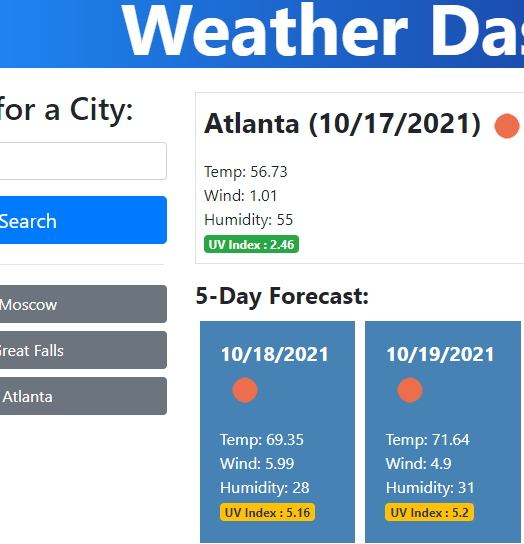 Weather Das
for a City:
Search
Moscow
Great Falls
Atlanta
Atlanta (10/17/2021)
Temp: 56.73
Wind: 1.01
Humidity: 55
UV Index : 2.46
5-Day Forecast:
10/18/2021
Temp: 69.35
Wind: 5.99
Humidity: 28
UV Index : 5.16
10/19/2021
Temp: 71.64
Wind: 4.9
Humidity: 31
UV Index : 5.2